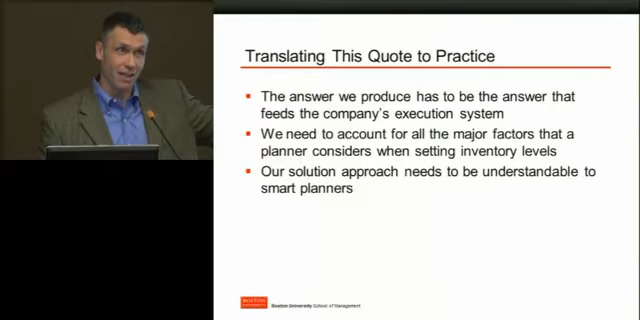 Translating This Quote to Practice
The answer we produce has to be the answer that
feeds the company's execution system
We need to account for all the major factors that a
planner considers when setting inventory levels
Our solution approach needs to be understandable to
smart planners
BOSTON
UNIVERSITY
Boston University School of Management